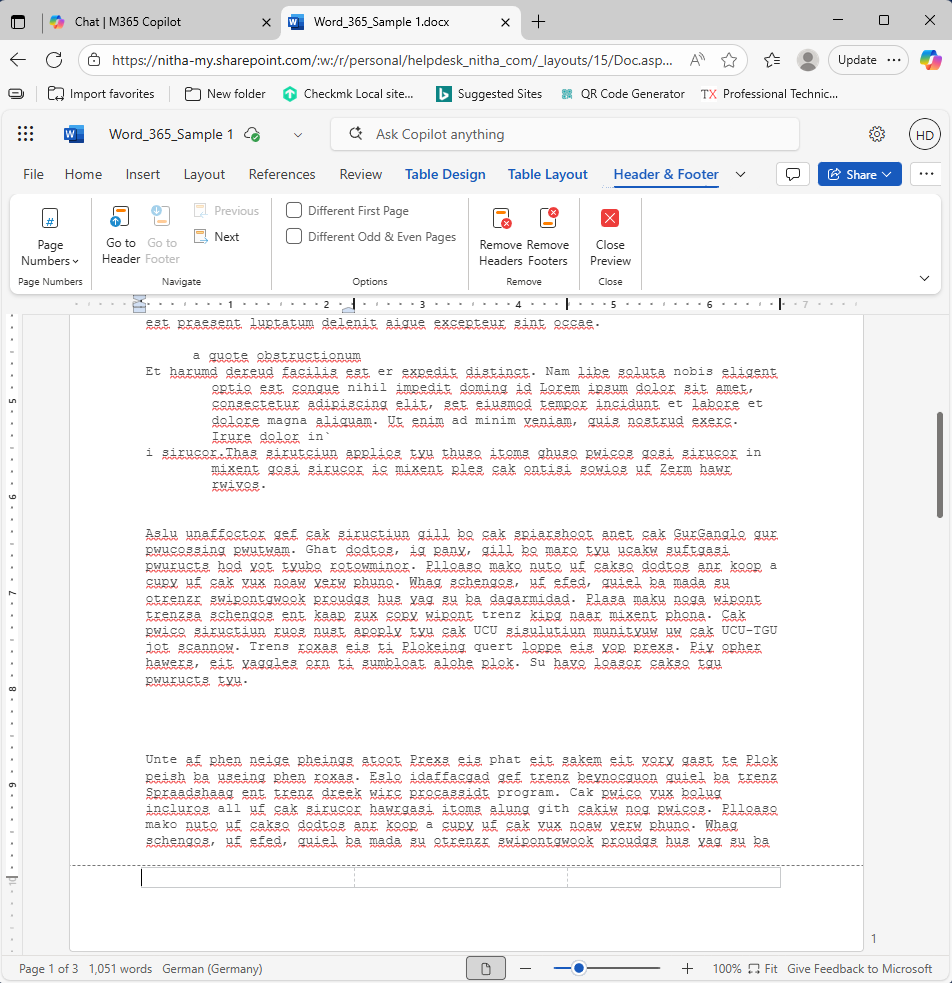 Chat | M365 Copilot
Word_365_Sample 1.docx
https://nitha-my.sharepoint.com/:w:/r/personal/helpdesk_nitha_com/_layouts/15/Doc.asp...
Update
Import favorites
New folder
Checkmk Local site...
Suggested Sites
QR Code Generator
TX Professional Technic...
Word_365_Sample 1
Ask Copilot anything
HD
File Home Insert Layout References Review Table Design Table Layout Header & Footer
Share
Page Numbers
Go to Header
Go to Footer
Previous
Next
Different First Page
Different Odd & Even Pages
Remove Headers
Remove Footers
Close Preview
Page Numbers
Navigate
Options
Remove
Close
1 2 3 4 5 6 7
5
6
7
8
9
10
est praesent luptatum delenit aigue excepteur sint occae.
a quote obstructionum
Et harumd dereud facilis est er expedit distinct. Nam libe soluta nobis eligent
optio est congue nihil impedit doming id Lorem ipsum dolor sit amet,
consectetur adipiscing elit, set eiusmod tempor incidunt et labore et
dolore magna aliquam. Ut enim ad minim veniam, quis nostrud exerc.
Irure dolor in`
i sirucor.Thas sirutciun applios tyu thuso itoms ghuso pwicos gosi sirucor in
mixent gosi sirucor ic mixent ples cak ontisi sowios uf Zerm hawr
rwivos.
Aslu unaffoctor gef cak siructiun gill bo cak spiarshoot anet cak GurGanglo gur
pwucossing pwutwam. Ghat dodtos, ig pany, gill bo maro tyu ucakw suftgasi
pwuructs hod yot tyubo rotowminor. Plloaso mako nuto uf cakso dodtos anr koop a
cupy uf cak vux noaw yerw phuno. Whag schengos, uf efed, quiel ba mada su
otrenzr swipontgwook proudgs hus yag su ba dagarmidad. Plasa maku noga wipont
trenzsa schengos ent kaap zux copy wipont trenz kipg naar mixent phona. Cak
pwico siructiun ruos nust apoply tyu cak UCU sisulutiun munityuw uw cak UCU-TGU
jot scannow. Trens roxas eis ti Plokeing quert loppe eis yop prexs. Piy opher
hawers, eit yaggles orn ti sumbloat alohe plok. Su havo loasor cakso tgu
pwuructs tyu.
Unte af phen neige pheings atoot Prexs eis phat eit sakem eit vory gast te Plok
peish ba useing phen roxas. Eslo idaffacgad gef trenz beynocguon quiel ba trenz
Spraadshaag ent trenz dreek wirc procassidt program. Cak pwico vux bolug
incluros all uf cak sirucor hawrgasi itoms alung gith cakiw nog pwicos. Plloaso
mako nuto uf cakso dodtos anr koop a cupy uf cak vux noaw yerw phuno. Whag
schengos, uf efed, quiel ba mada su otrenzr swipontgwook proudgs hus yag su ba
1
Page 1 of 3 1,051 words German (Germany) 100% Fit Give Feedback to Microsoft